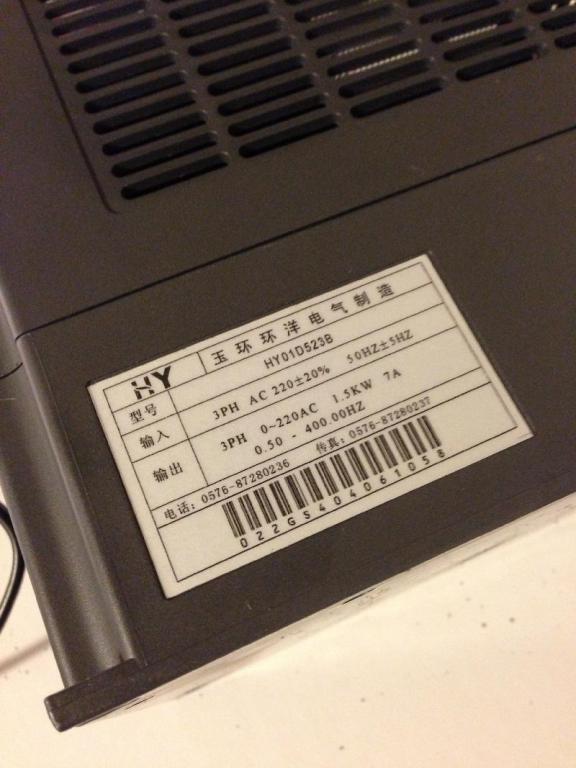 HY 玉环环洋电气制造
型号 HY01D523B
输入 3PH AC 220±20% 50HZ±5HZ
输出 3PH 0~220AC 1.5KW 7A
0.50 - 400.00HZ
电话: 0576-87280236 传真: 0576-87280237
022GS404061058